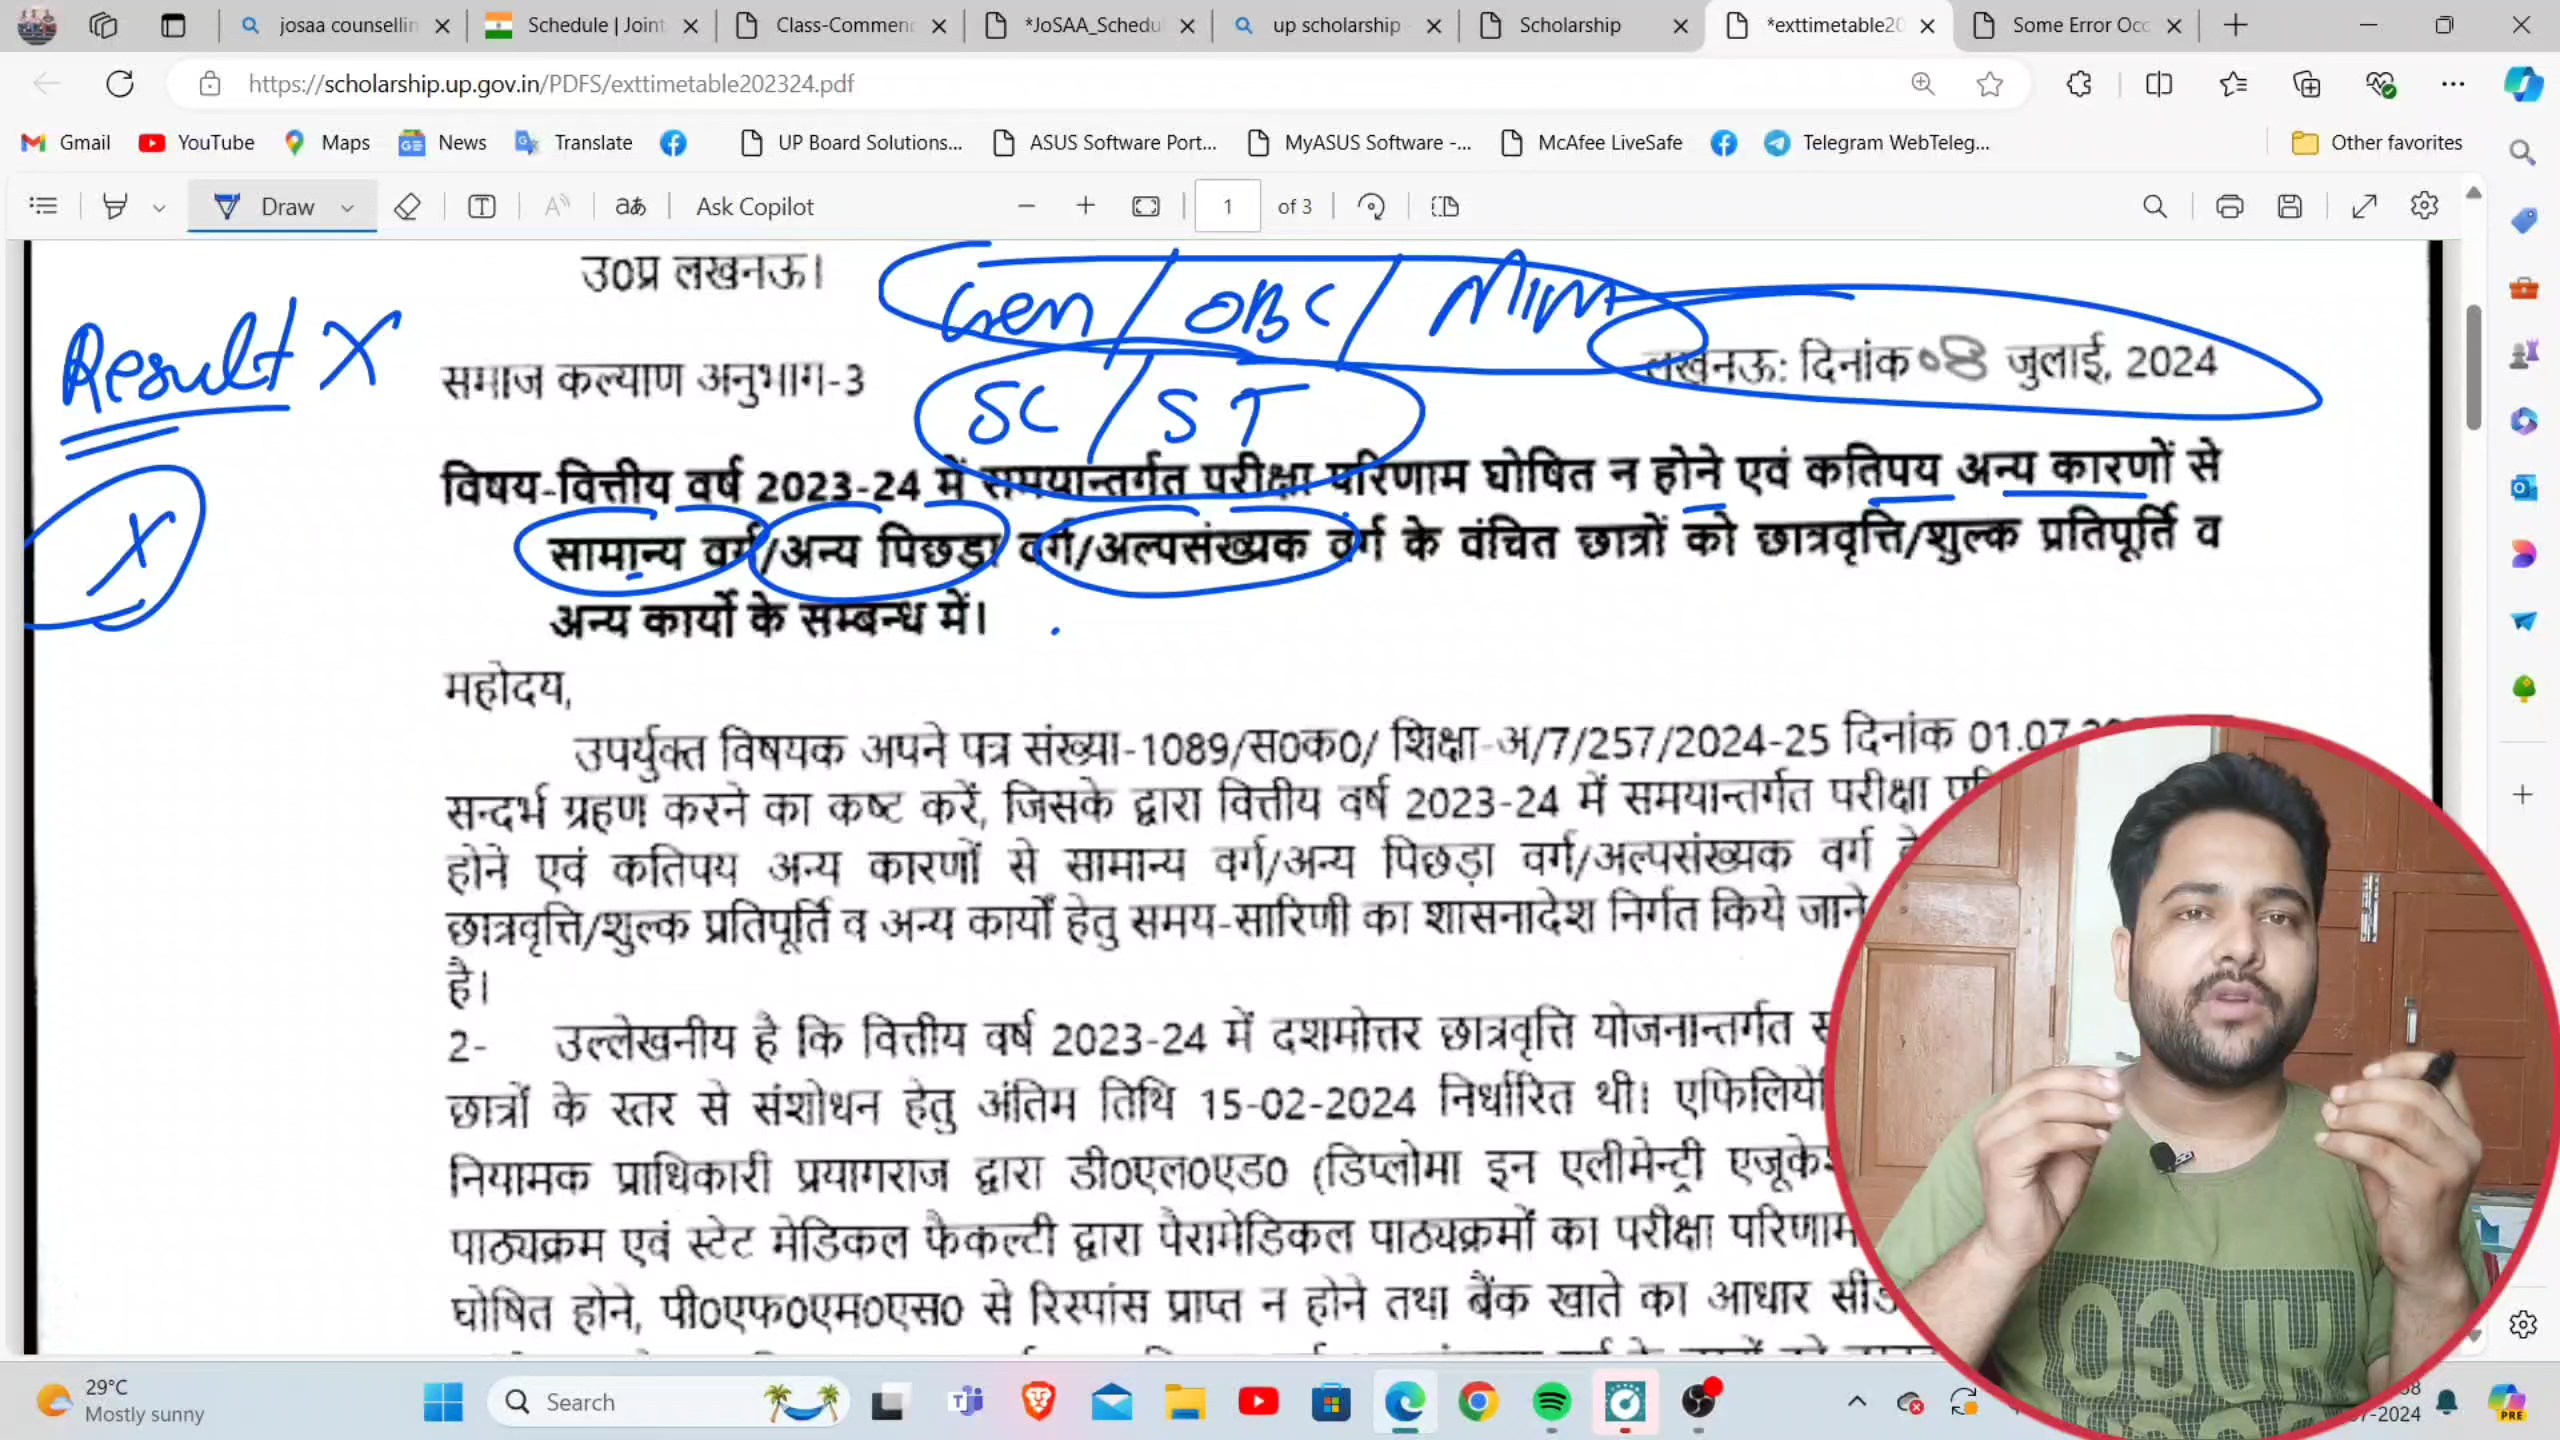 josaa counsellin
Schedule | Joint
Class-Commenc
*JoSAA_Schedu
up scholarship
Scholarship
*exttimetable202
Some Error Occ
https://scholarship.up.gov.in/PDFS/exttimetable202324.pdf
Gmail
YouTube
Maps
News
Translate
UP Board Solutions...
ASUS Software Port...
MyASUS Software -...
McAfee LiveSafe
Telegram WebTeleg...
Other favorites
Draw
aあ
Ask Copilot
1
of 3
उ0प्र लखनऊ।
Gen / OBC / Mim
Result X
SC / ST
समाज कल्याण अनुभाग-3
लखनऊ: दिनांक 08 जुलाई, 2024
विषय-वित्तीय वर्ष 2023-24 में समयान्तर्गत परीक्षा परिणाम घोषित न होने एवं कतिपय अन्य कारणों से
सामान्य वर्ग/अन्य पिछड़ा वर्ग/अल्पसंख्यक वर्ग के वंचित छात्रों को छात्रवृत्ति/शुल्क प्रतिपूर्ति व
X
अन्य कार्यो के सम्बन्ध में।
महोदय,
उपर्युक्त विषयक अपने पत्र संख्या-1089/स0क0/ शिक्षा-अ/7/257/2024-25 दिनांक 01.07.
सन्दर्भ ग्रहण करने का कष्ट करें, जिसके द्वारा वित्तीय वर्ष 2023-24 में समयान्तर्गत परीक्षा
होने एवं कतिपय अन्य कारणों से सामान्य वर्ग/अन्य पिछड़ा वर्ग/अल्पसंख्यक वर्ग
छात्रवृत्ति/शुल्क प्रतिपूर्ति व अन्य कार्यों हेतु समय-सारिणी का शासनादेश निर्गत किये जाने
है।
2- उल्लेखनीय है कि वित्तीय वर्ष 2023-24 में दशमोत्तर छात्रवृत्ति योजनान्तर्गत
छात्रों के स्तर से संशोधन हेतु अंतिम तिथि 15-02-2024 निर्धारित थी।
नियामक प्राधिकारी प्रयागराज द्वारा डी0एल0एड0 (डिप्लोमा इन एलीमेन्ट्री
पाठ्यक्रम एवं स्टेट मेडिकल फैकल्टी द्वारा पैरामेडिकल पाठ्यक्रमों का परीक्षा परिणाम
घोषित होने, पी0एफ0एम0एस0 से रिस्पांस प्राप्त न होने तथा बैंक खाते का आधार
29°C
Mostly sunny
Search
-2024
PRE